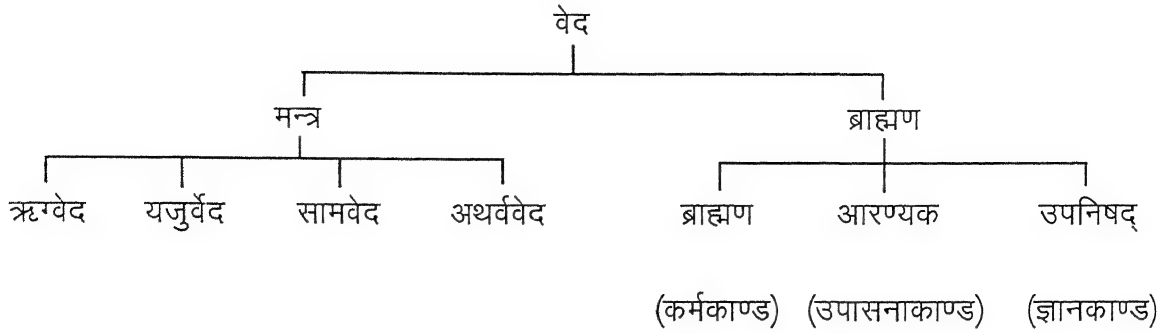 वेद
मन्त्र ब्राह्मण
ऋग्वेद यजुर्वेद सामवेद अथर्ववेद ब्राह्मण आरण्यक उपनिषद्
(कर्मकाण्ड) (उपासनाकाण्ड) (ज्ञानकाण्ड)